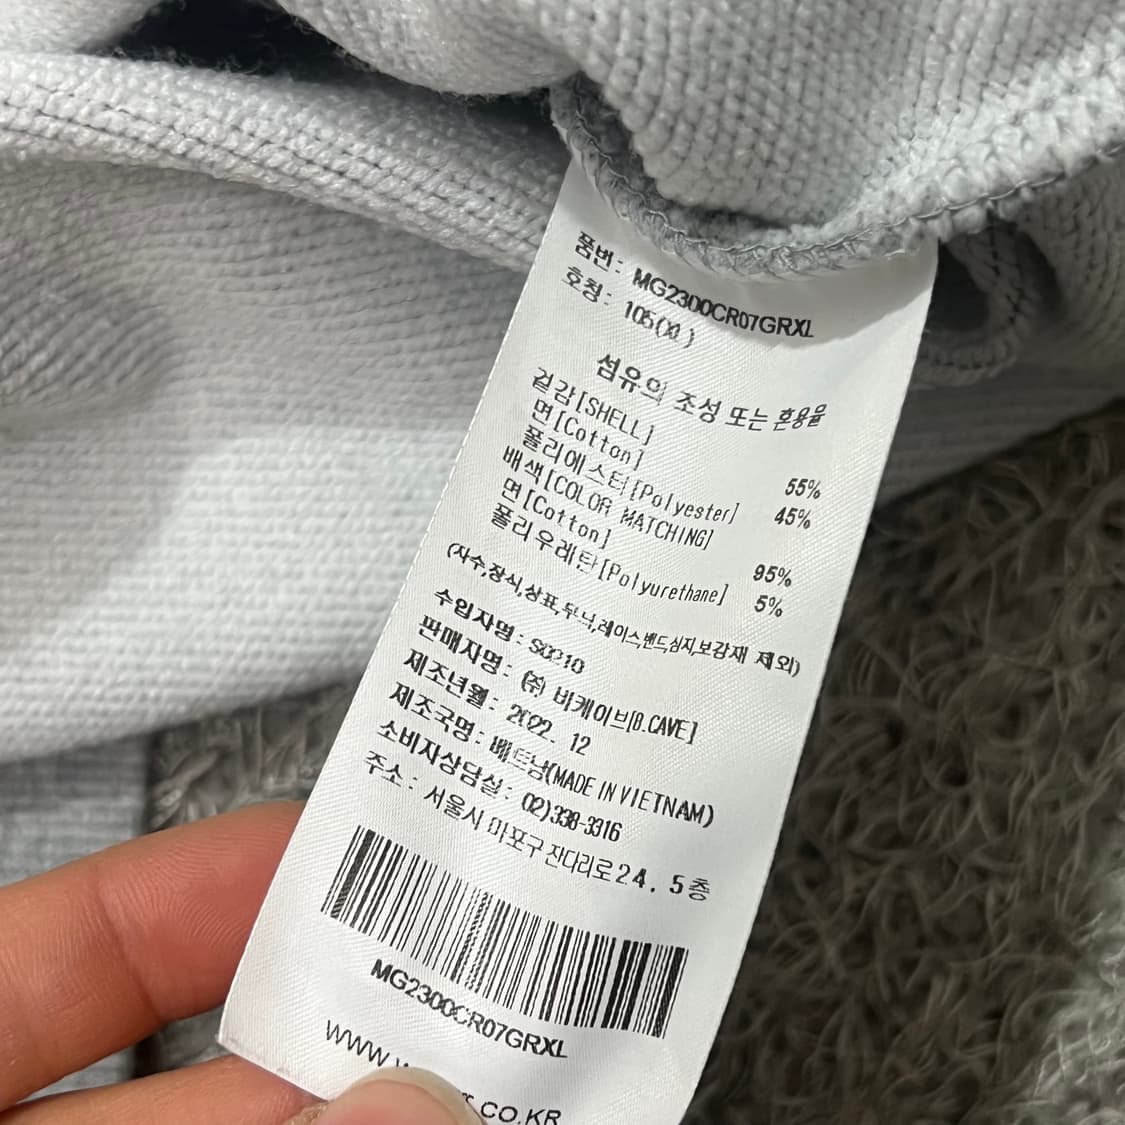 품번: MG2300CR07GRXL
호칭: 105(XL)
섬유의 조성 또는 혼용율
겉감[SHELL]
면[Cotton] 55%
폴리에스터[Polyester] 45%
배색[COLOR MATCHING]
면[Cotton] 95%
폴리우레탄[Polyurethane] 5%
(자수,장식,상표,무늬,레이스,밴드,심지,보강재 제외)
수입자명: S0210
판매자명: (주) 비케이브[B.CAVE]
제조년월: 2022. 12
제조국명: 베트남(MADE IN VIETNAM)
소비자상담실: 02)338-3316
주소: 서울시 마포구 잔다리로24. 5층
MG2300CR07GRXL
WWW. .CO.KR